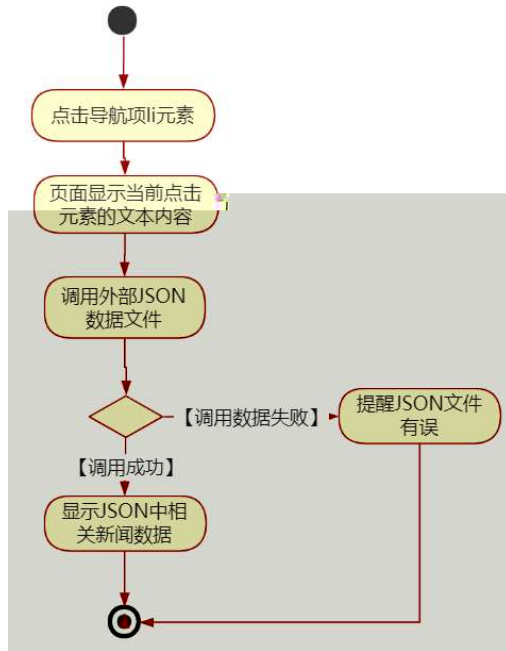 点击导航项li元素
页面显示当前点击
元素的文本内容
调用外部JSON
数据文件
【调用数据失败】
提醒JSON文件
有误
【调用成功】
显示JSON中相
关新闻数据